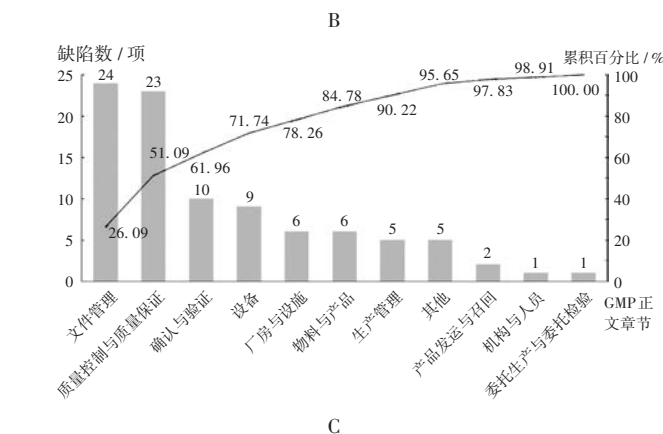 B
缺陷数 / 项
累积百分比 / %
25
20
15
10
5
0
100
80
60
40
20
0
24
23
10
9
6
6
5
5
2
1
1
26. 09
51. 09
61. 96
71. 74
78. 26
84. 78
90. 22
95. 65
97. 83
98. 91
100. 00
文件管理
质量控制与质量保证
确认与验证
设备
厂房与设施
物料与产品
生产管理
其他
产品发运与召回
机构与人员
委托生产与委托检验
GMP 正
文章节
C